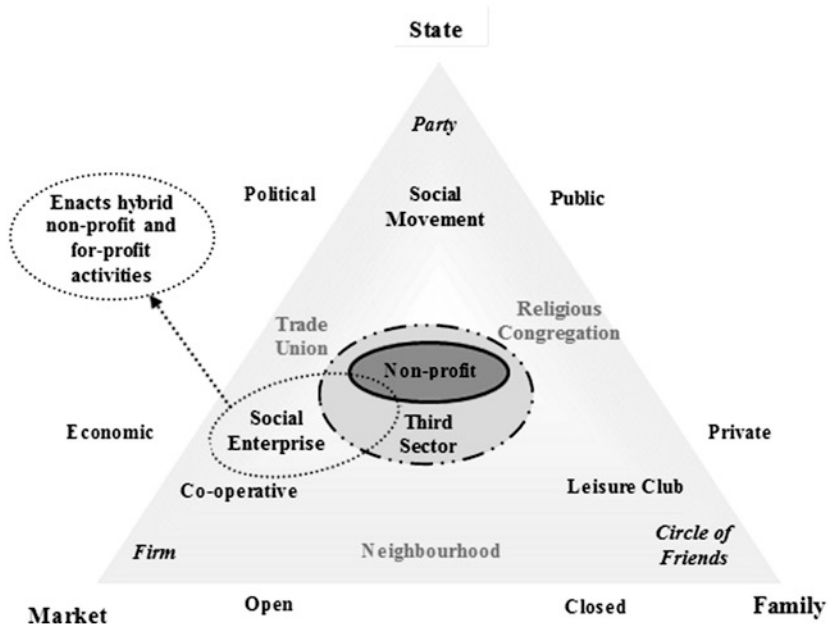 State
Party
Political
Social
Movement
Public
Enacts hybrid
non-profit and
for-profit
activities
Trade
Union
Religious
Congregation
Non-profit
Economic
Social
Enterprise
Third
Sector
Private
Co-operative
Leisure Club
Firm
Neighbourhood
Circle of
Friends
Market
Open
Closed
Family